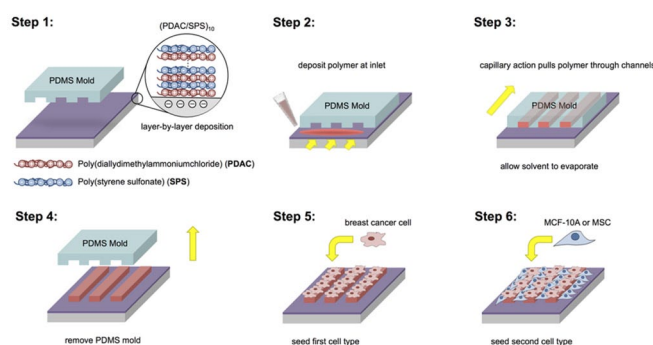 Step 1:
(PDAC/SPS)10
PDMS Mold
layer-by-layer deposition
Poly(diallydimethylammoniumchloride) (PDAC)
Poly(styrene sulfonate) (SPS)
Step 2:
deposit polymer at inlet
PDMS Mold
Step 3:
capillary action pulls polymer through channels
PDMS Mold
allow solvent to evaporate
Step 4:
PDMS Mold
remove PDMS mold
Step 5:
breast cancer cell
seed first cell type
Step 6:
MCF-10A or MSC
seed second cell type